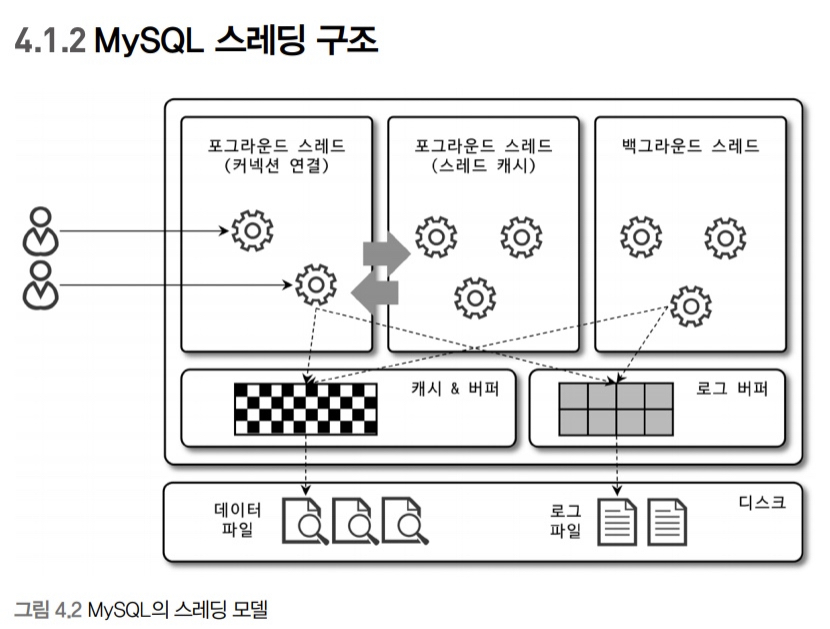 4.1.2 MySQL 스레딩 구조
포그라운드 스레드
(커넥션 연결)
포그라운드 스레드
(스레드 캐시)
백그라운드 스레드
캐시 & 버퍼
로그 버퍼
데이터
파일
로그
파일
디스크
그림 4.2 MySQL의 스레딩 모델